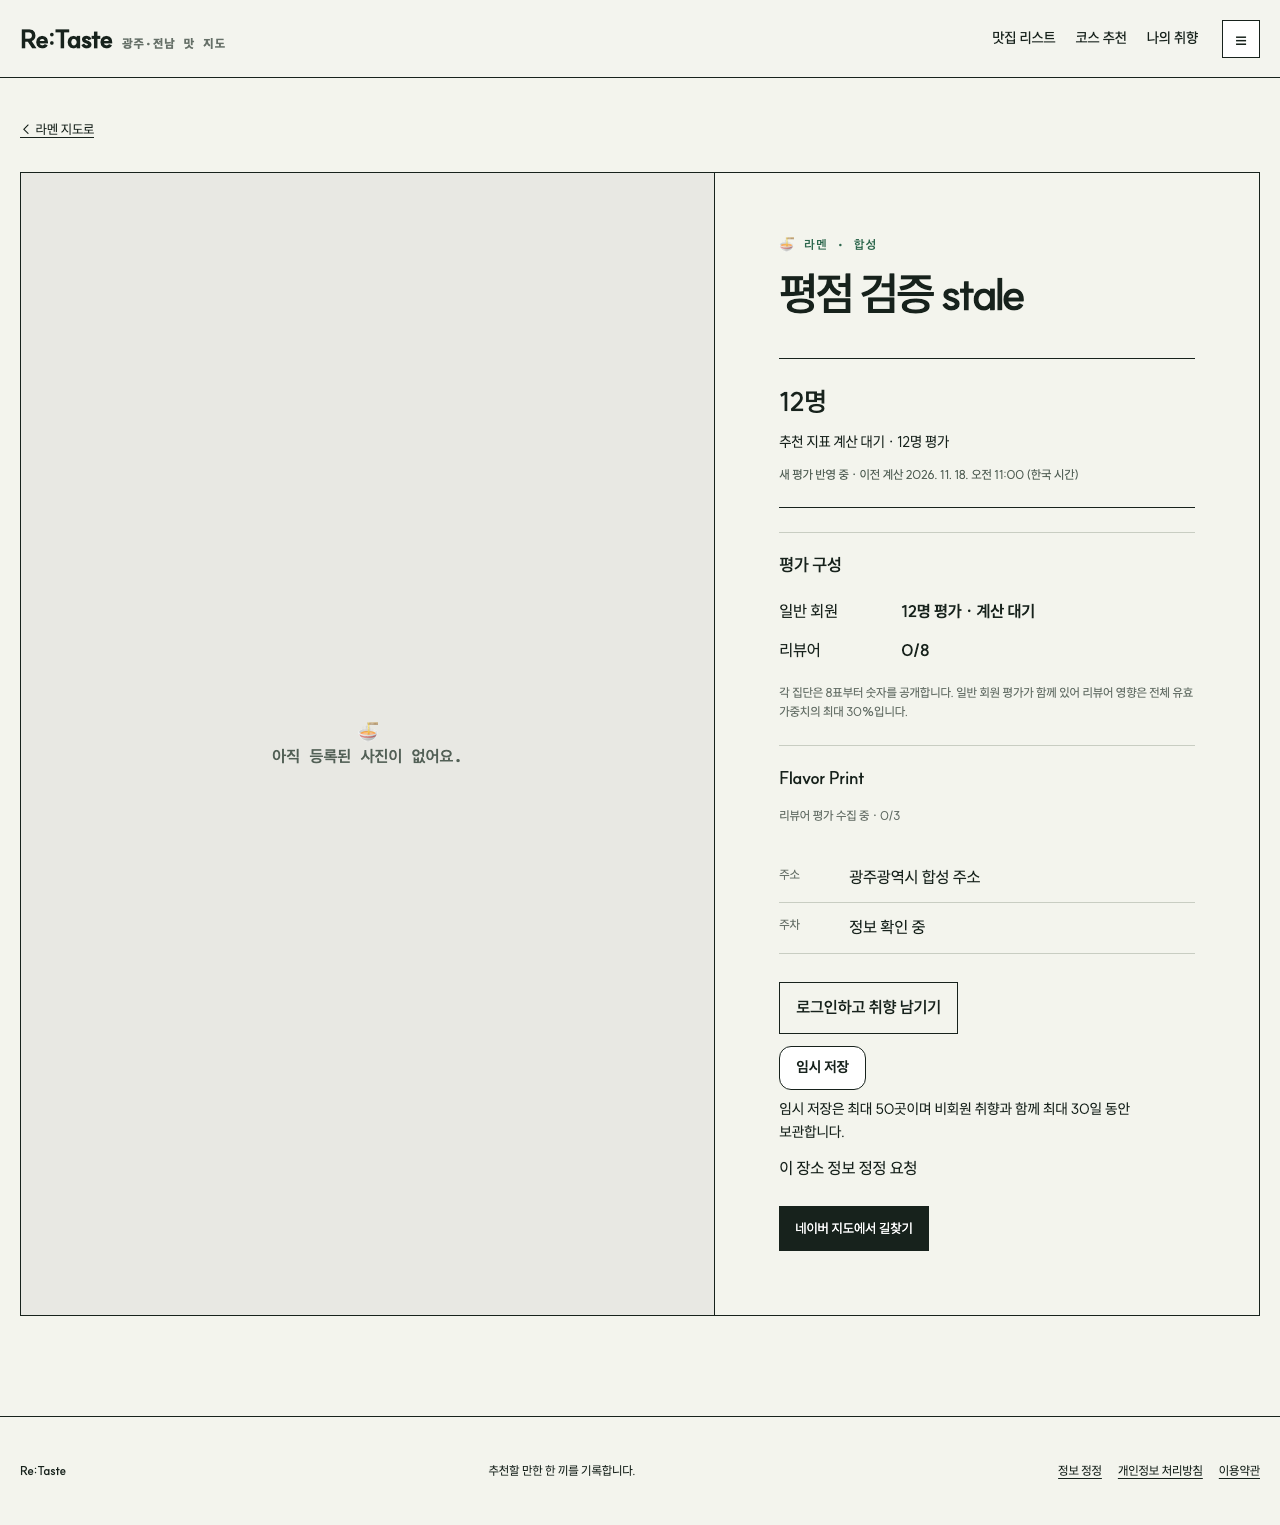 Re:Taste 광주·전남 맛 지도
맛집 리스트 코스 추천 나의 취향
라멘 지도로
라멘 · 합성
평점 검증 stale
12명
추천 지표 계산 대기 · 12명 평가
새 평가 반영 중 · 이전 계산 2026. 11. 18. 오전 11:00 (한국 시간)
평가 구성
일반 회원 12명 평가 · 계산 대기
리뷰어 0/8
각 집단은 8표부터 숫자를 공개합니다. 일반 회원 평가가 함께 있어 리뷰어 영향은 전체 유효
가중치의 최대 30%입니다.
아직 등록된 사진이 없어요.
Flavor Print
리뷰어 평가 수집 중 · 0/3
주소 광주광역시 합성 주소
주차 정보 확인 중
로그인하고 취향 남기기
임시 저장
임시 저장은 최대 50곳이며 비회원 취향과 함께 최대 30일 동안
보관합니다.
이 장소 정보 정정 요청
네이버 지도에서 길찾기
Re:Taste
추천할 만한 한 끼를 기록합니다.
정보 정정 개인정보 처리방침 이용약관